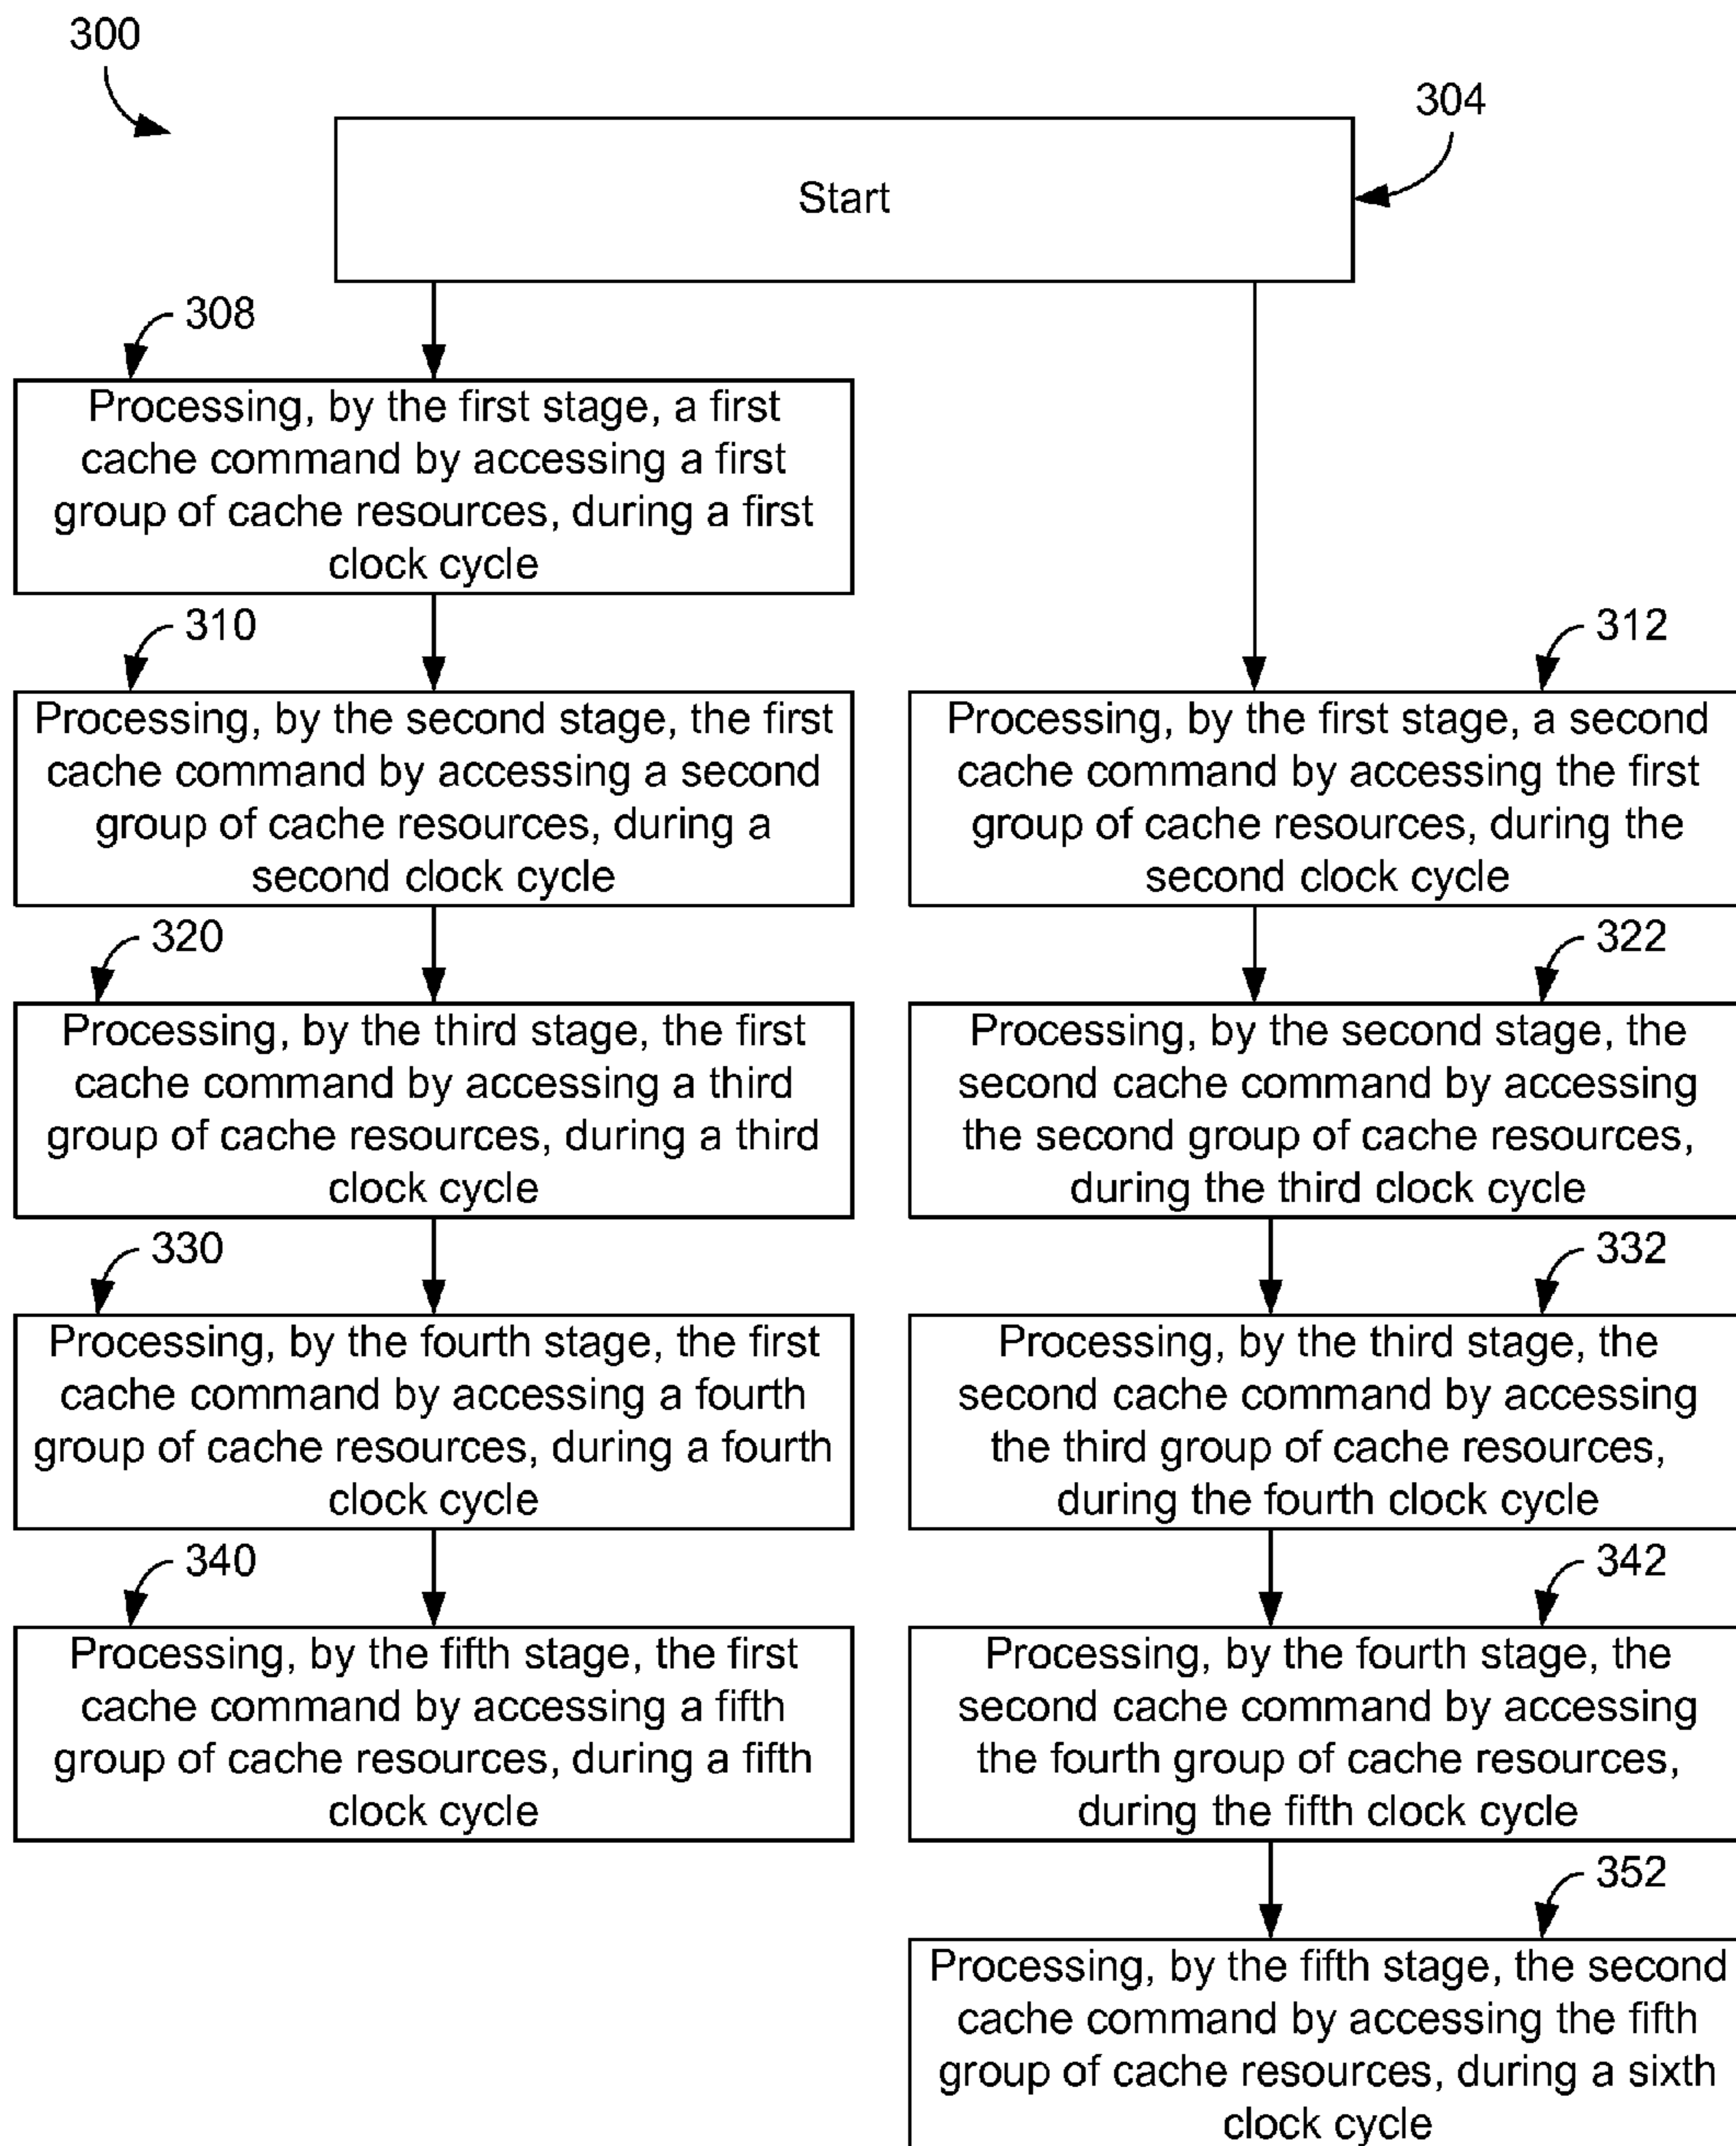 300
304
Start
308
Processing, by the first stage, a first
cache command by accessing a first
group of cache resources, during a first
clock cycle
310
Processing, by the second stage, the first
cache command by accessing a second
group of cache resources, during a
second clock cycle
312
Processing, by the first stage, a second
cache command by accessing the first
group of cache resources, during the
second clock cycle
320
Processing, by the third stage, the first
cache command by accessing a third
group of cache resources, during a third
clock cycle
322
Processing, by the second stage, the
second cache command by accessing
the second group of cache resources,
during the third clock cycle
330
Processing, by the fourth stage, the first
cache command by accessing a fourth
group of cache resources, during a fourth
clock cycle
332
Processing, by the third stage, the
second cache command by accessing
the third group of cache resources,
during the fourth clock cycle
340
Processing, by the fifth stage, the first
cache command by accessing a fifth
group of cache resources, during a fifth
clock cycle
342
Processing, by the fourth stage, the
second cache command by accessing
the fourth group of cache resources,
during the fifth clock cycle
352
Processing, by the fifth stage, the second
cache command by accessing the fifth
group of cache resources, during a sixth
clock cycle